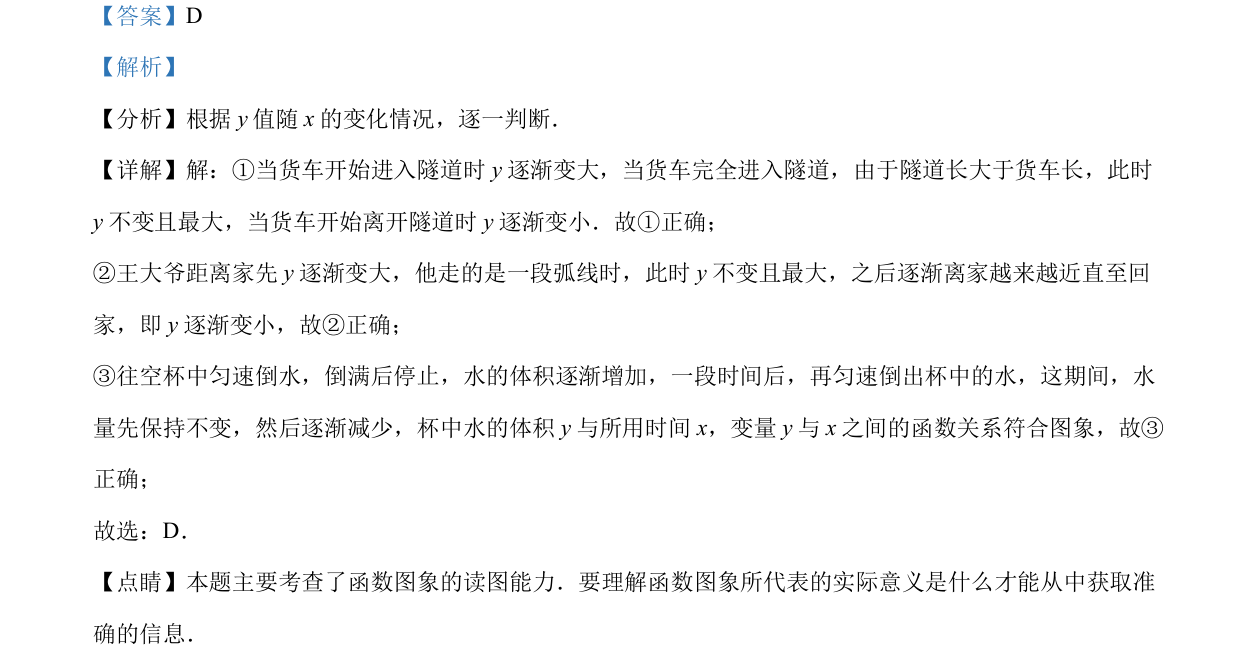 【答案】D
【解析】
【分析】根据 y 值随 x 的变化情况，逐一判断．
【详解】解：①当货车开始进入隧道时 y 逐渐变大，当货车完全进入隧道，由于隧道长大于货车长，此时
y 不变且最大，当货车开始离开隧道时 y 逐渐变小．故①正确；
②王大爷距离家先 y 逐渐变大，他走的是一段弧线时，此时 y 不变且最大，之后逐渐离家越来越近直至回
家，即 y 逐渐变小，故②正确；
③往空杯中匀速倒水，倒满后停止，水的体积逐渐增加，一段时间后，再匀速倒出杯中的水，这期间，水
量先保持不变，然后逐渐减少，杯中水的体积 y 与所用时间 x，变量 y 与 x 之间的函数关系符合图象，故③
正确；
故选：D．
【点睛】本题主要考查了函数图象的读图能力．要理解函数图象所代表的实际意义是什么才能从中获取准
确的信息．